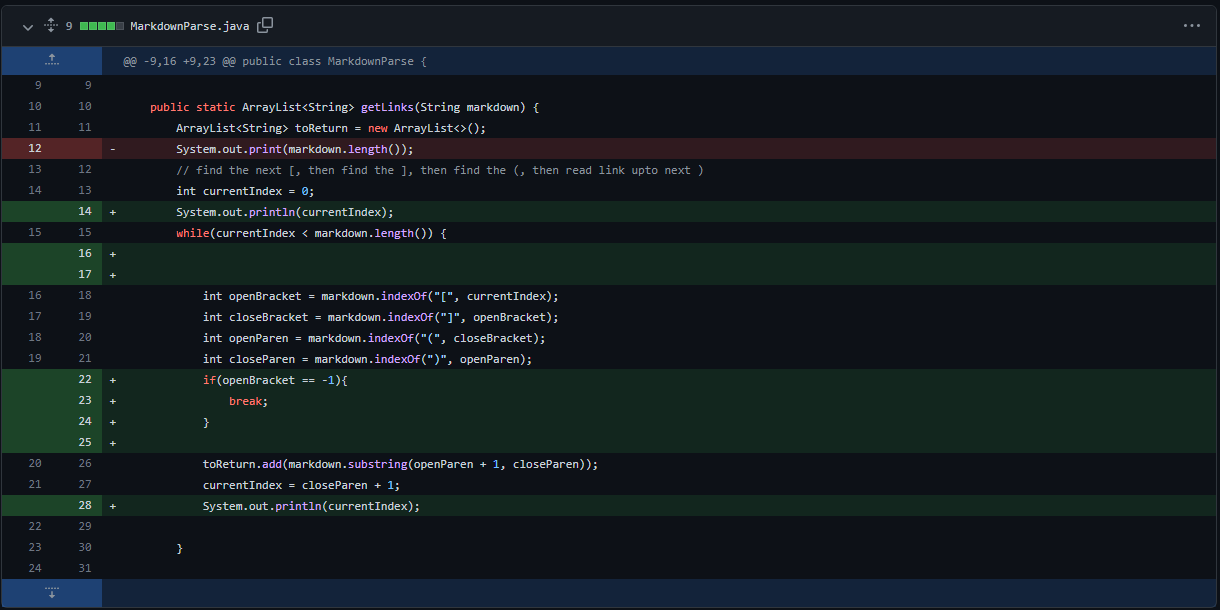 9 MarkdownParse.java
@@ -9,16 +9,23 @@ public class MarkdownParse {
9 9
10 10 public static ArrayList<String> getLinks(String markdown) {
11 11 ArrayList<String> toReturn = new ArrayList<>();
12 - System.out.print(markdown.length());
13 12 // find the next [, then find the ], then find the (, then read link upto next )
14 13 int currentIndex = 0;
14 + System.out.println(currentIndex);
15 15 while(currentIndex < markdown.length()) {
16 +
17 +
16 18 int openBracket = markdown.indexOf("[", currentIndex);
17 19 int closeBracket = markdown.indexOf("]", openBracket);
18 20 int openParen = markdown.indexOf("(", closeBracket);
19 21 int closeParen = markdown.indexOf(")", openParen);
22 + if(openBracket == -1){
23 + break;
24 + }
25 +
20 26 toReturn.add(markdown.substring(openParen + 1, closeParen));
21 27 currentIndex = closeParen + 1;
28 + System.out.println(currentIndex);
22 29
23 30 }
24 31